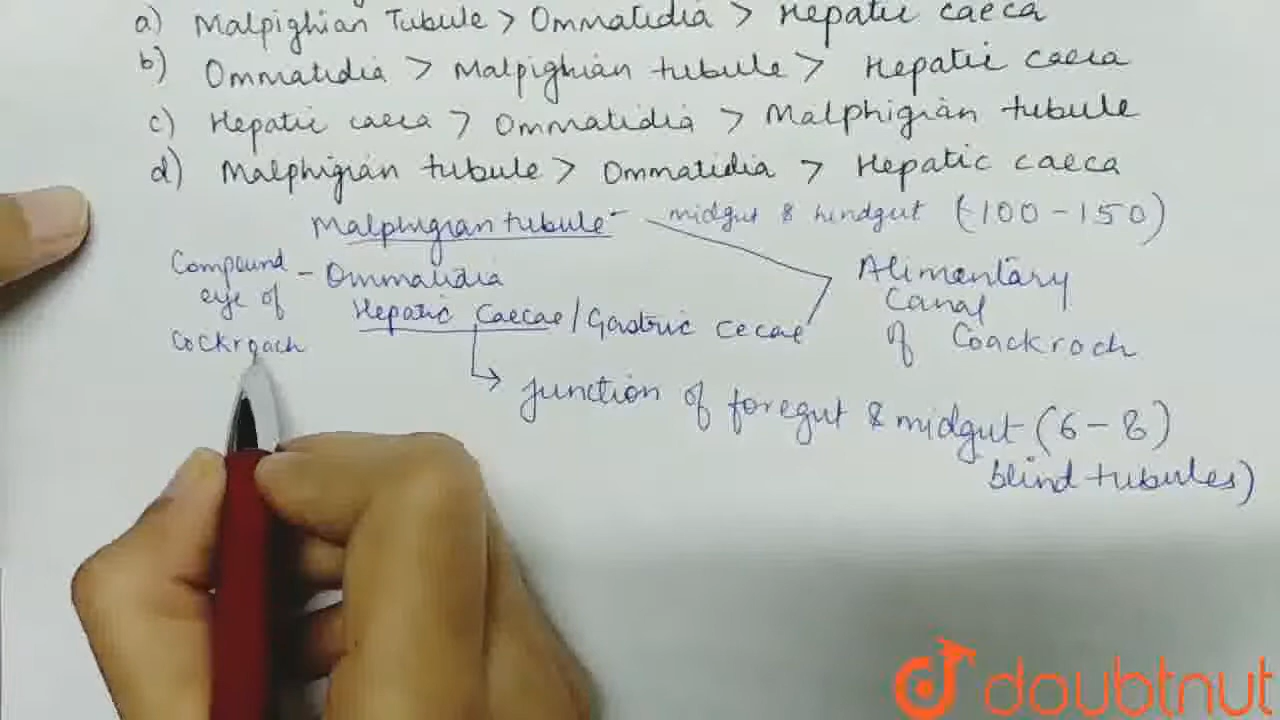 a) Malpighian Tubule > Ommatidia > Hepatic caeca
b) Ommatidia > Malpighian tubule > Hepatic caeca
c) Hepatic caeca > Ommatidia > Malphigian tubule
d) Malphigian tubule > Ommatidia > Hepatic caeca
Malphigian tubule - midgut & hindgut (-100-150)
Compound eye of cockroach - Ommatidia
Hepatic caecae/Gastric cecae
Alimentary
Canal
of Coackroch
junction of foregut & midgut (6-8)
blind tubules)
doubtnut